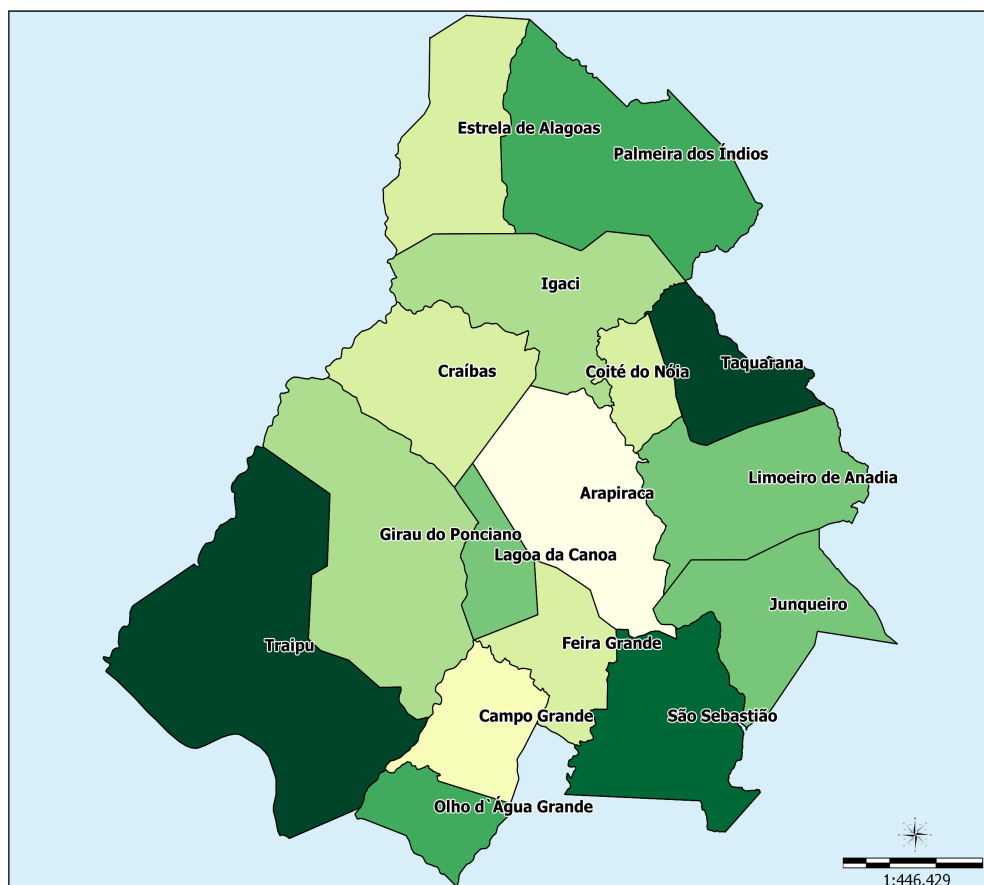 Estrela de Alagoas
Palmeira dos Índios
Igaci
Taquarana
Craíbas
Coité do Nóia
Limoeiro de Anadia
Arapiraca
Girau do Ponciano
Lagoa da Canoa
Junqueiro
Feira Grande
Traipu
Campo Grande
São Sebastião
Olho d`Água Grande
1:446.429